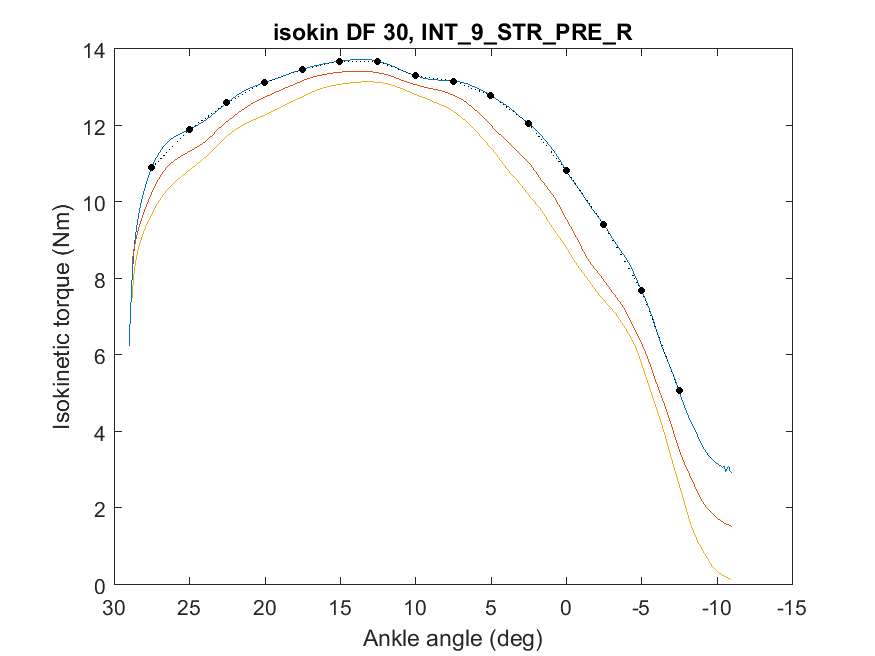 isokin DF 30, INT_9_STR_PRE_R
14
12
10
8
6
4
2
0
Isokinetic torque (Nm)
30 25 20 15 10 5 0 -5 -10 -15
Ankle angle (deg)